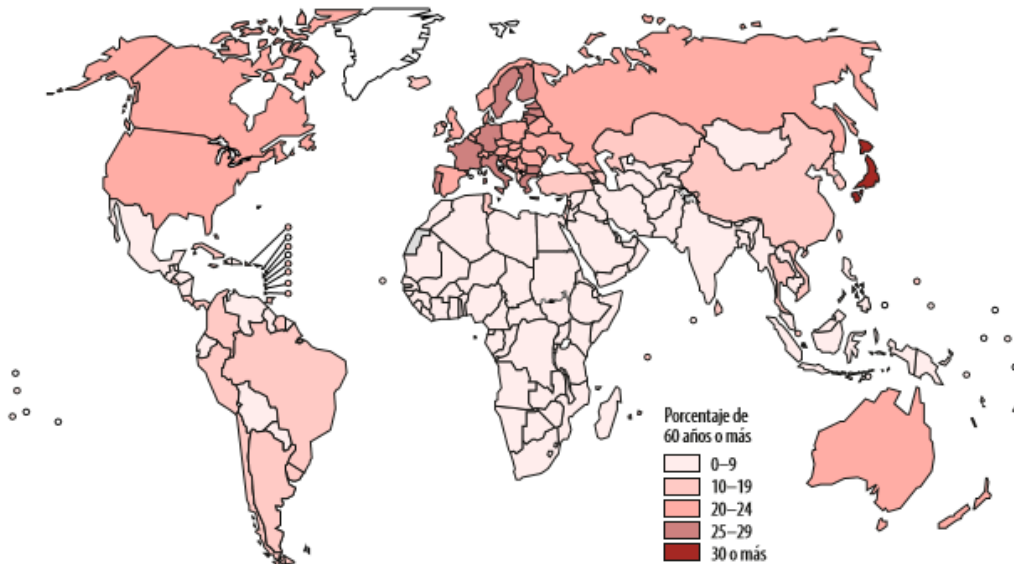 Porcentaje de
60 años o más
0–9
10–19
20–24
25–29
30 o más